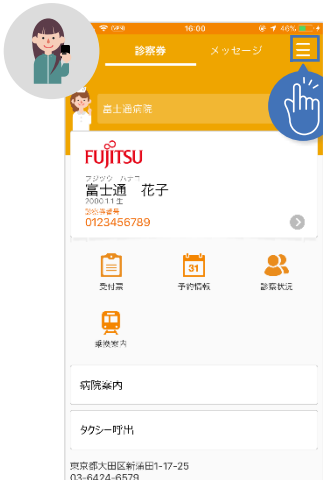 16:00
46%
診察券
メッセージ
富士通病院
FUJITSU
フジツウ ハナコ
富士通 花子
2000.1.1 生
診察券番号
0123456789
31
受付票
予約情報
診察状況
乗換案内
病院案内
タクシー呼出
東京都大田区新蒲田1-17-25
03-6424-6579